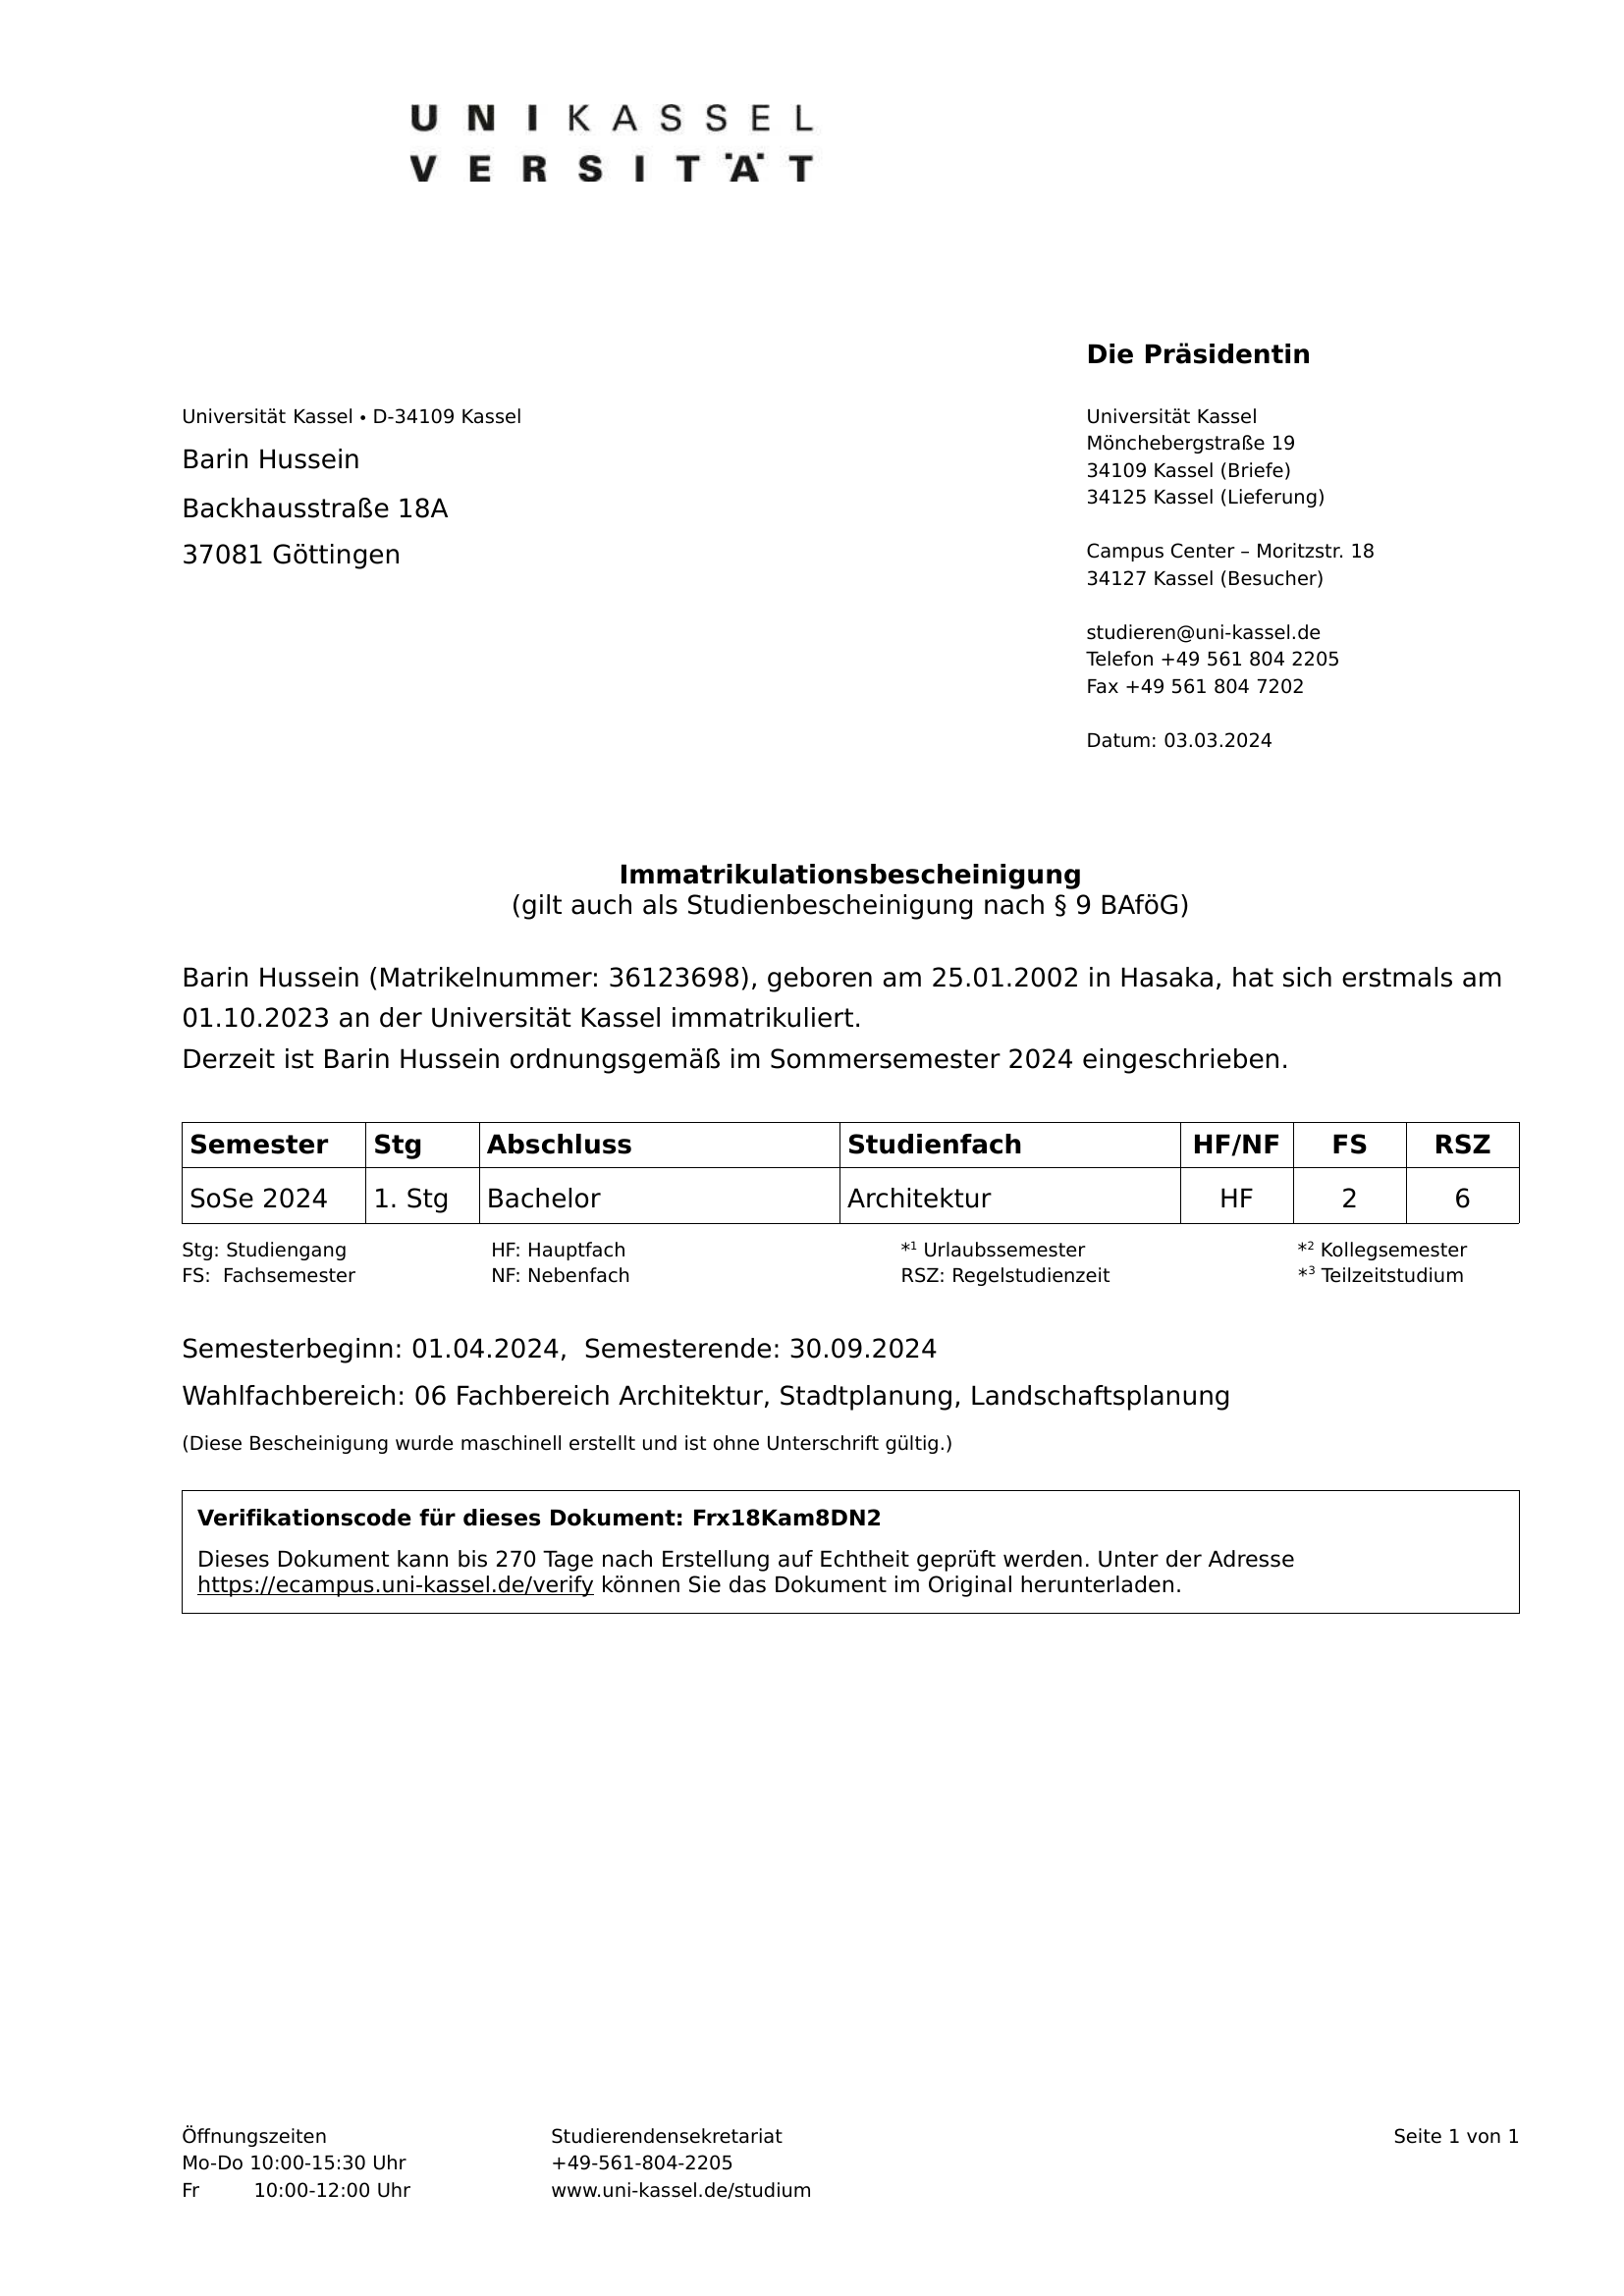 UNIKASSEL
VERSITÄT
Die Präsidentin
Universität Kassel • D-34109 Kassel
Barin Hussein
Backhausstraße 18A
37081 Göttingen
Universität Kassel
Mönchebergstraße 19
34109 Kassel (Briefe)
34125 Kassel (Lieferung)
Campus Center – Moritzstr. 18
34127 Kassel (Besucher)
studieren@uni-kassel.de
Telefon +49 561 804 2205
Fax +49 561 804 7202
Datum: 03.03.2024
Immatrikulationsbescheinigung
(gilt auch als Studienbescheinigung nach § 9 BAföG)
Barin Hussein (Matrikelnummer: 36123698), geboren am 25.01.2002 in Hasaka, hat sich erstmals am
01.10.2023 an der Universität Kassel immatrikuliert.
Derzeit ist Barin Hussein ordnungsgemäß im Sommersemester 2024 eingeschrieben.
Semester Stg Abschluss Studienfach HF/NF FS RSZ
SoSe 2024 1. Stg Bachelor Architektur HF 2 6
Stg: Studiengang HF: Hauptfach *¹ Urlaubssemester *² Kollegsemester
FS: Fachsemester NF: Nebenfach RSZ: Regelstudienzeit *³ Teilzeitstudium
Semesterbeginn: 01.04.2024, Semesterende: 30.09.2024
Wahlfachbereich: 06 Fachbereich Architektur, Stadtplanung, Landschaftsplanung
(Diese Bescheinigung wurde maschinell erstellt und ist ohne Unterschrift gültig.)
Verifikationscode für dieses Dokument: Frx18Kam8DN2
Dieses Dokument kann bis 270 Tage nach Erstellung auf Echtheit geprüft werden. Unter der Adresse
https://ecampus.uni-kassel.de/verify können Sie das Dokument im Original herunterladen.
Öffnungszeiten Studierendensekretariat Seite 1 von 1
Mo-Do 10:00-15:30 Uhr +49-561-804-2205
Fr 10:00-12:00 Uhr www.uni-kassel.de/studium